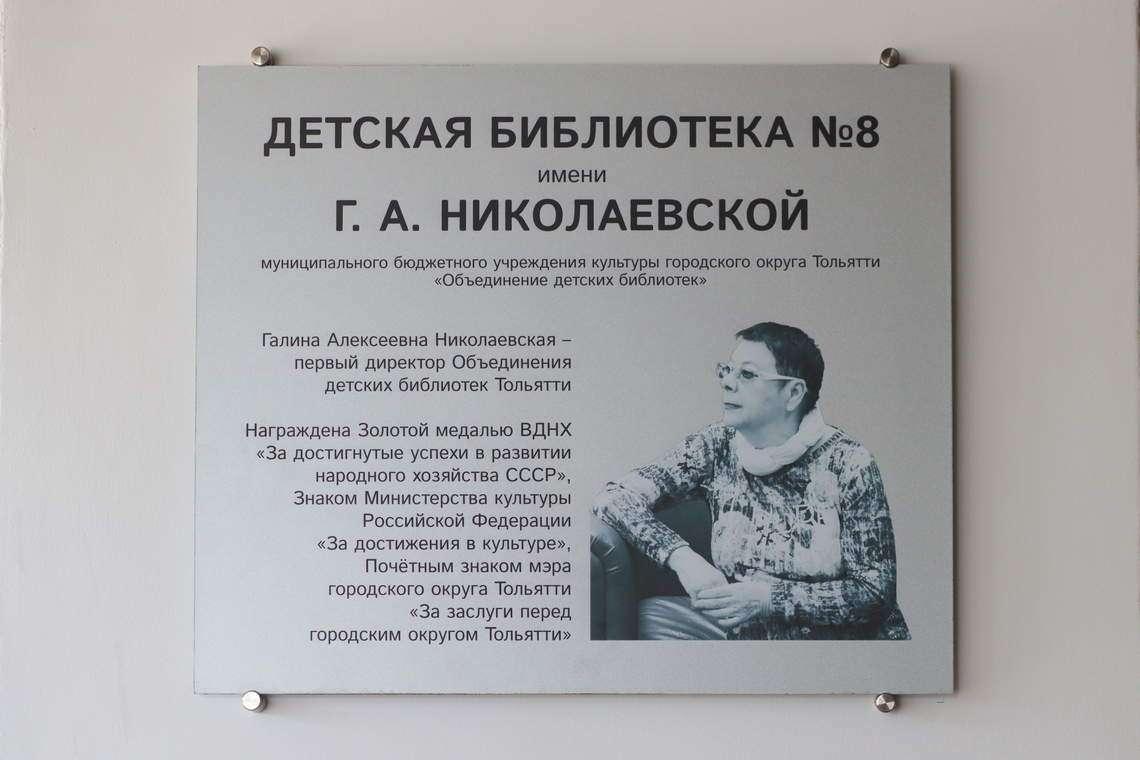 ДЕТСКАЯ БИБЛИОТЕКА №8
имени
Г. А. НИКОЛАЕВСКОЙ
муниципального бюджетного учреждения культуры городского округа Тольятти
«Объединение детских библиотек»
Галина Алексеевна Николаевская –
первый директор Объединения
детских библиотек Тольятти
Награждена Золотой медалью ВДНХ
«За достигнутые успехи в развитии
народного хозяйства СССР»,
Знаком Министерства культуры
Российской Федерации
«За достижения в культуре»,
Почётным знаком мэра
городского округа Тольятти
«За заслуги перед
городским округом Тольятти»